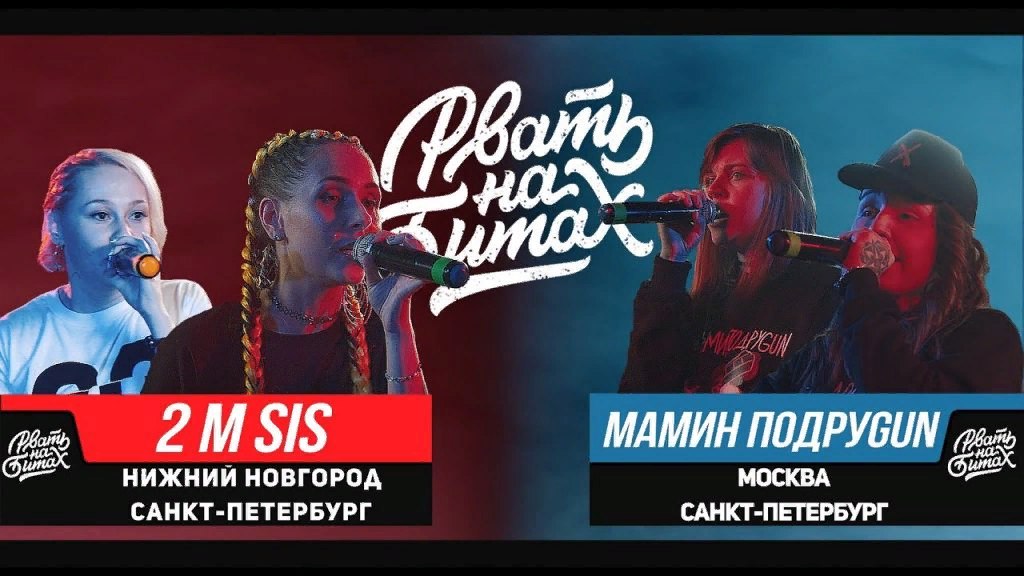 Рвать
на
битах
МИПДРУGUN
2 M SIS
НИЖНИЙ НОВГОРОД
САНКТ-ПЕТЕРБУРГ
Рвать
на
битах
МАМИН ПОДРУGUN
МОСКВА
САНКТ-ПЕТЕРБУРГ
Рвать
на
битах